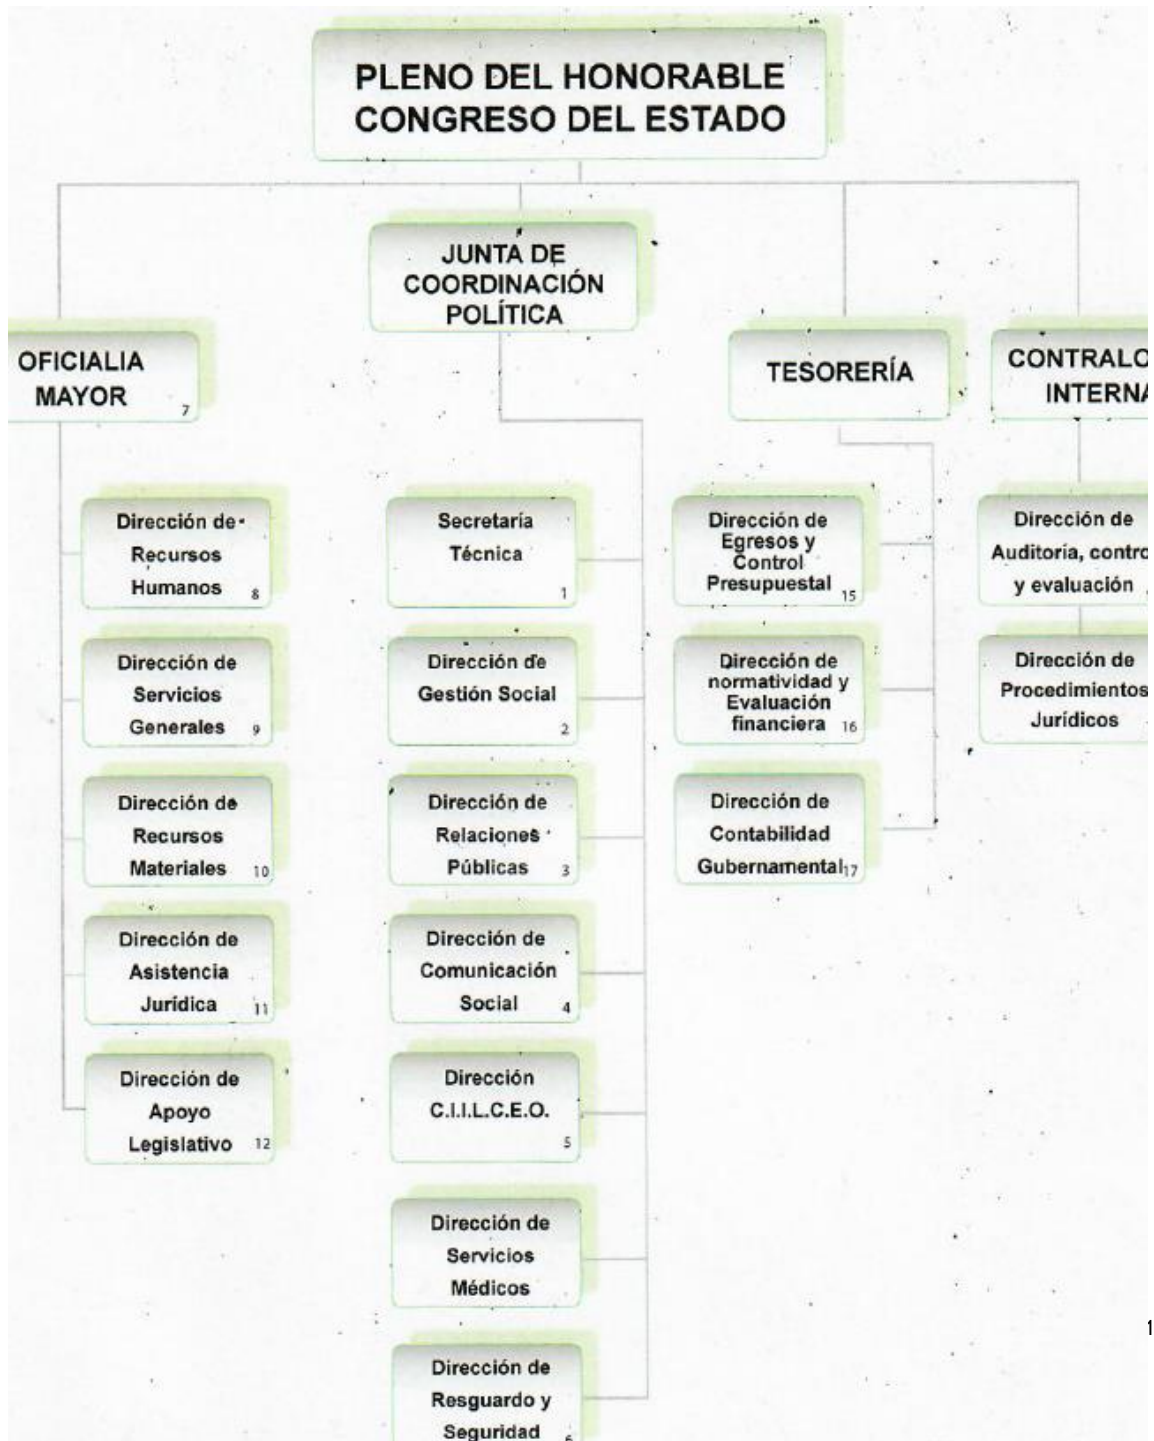 PLENO DEL HONORABLE
CONGRESO DEL ESTADO
JUNTA DE
COORDINACIÓN
POLÍTICA
OFICIALIA
MAYOR
7
TESORERÍA
CONTRALO
INTERNA
Dirección de
Recursos
Humanos 8
Dirección de
Servicios
Generales 9
Dirección de
Recursos
Materiales 10
Dirección de
Asistencia
Jurídica 11
Dirección de
Apoyo
Legislativo 12
Secretaría
Técnica
1
Dirección de
Gestión Social
2
Dirección de
Relaciones
Públicas 3
Dirección de
Comunicación
Social 4
Dirección
C.I.I.L.C.E.O.
5
Dirección de
Servicios
Médicos
Dirección de
Resguardo y
Seguridad 6
Dirección de
Egresos y
Control
Presupuestal 15
Dirección de
normatividad y
Evaluación
financiera 16
Dirección de
Contabilidad
Gubernamental 17
Dirección de
Auditoría, contro
y evaluación
Dirección de
Procedimientos
Jurídicos
1